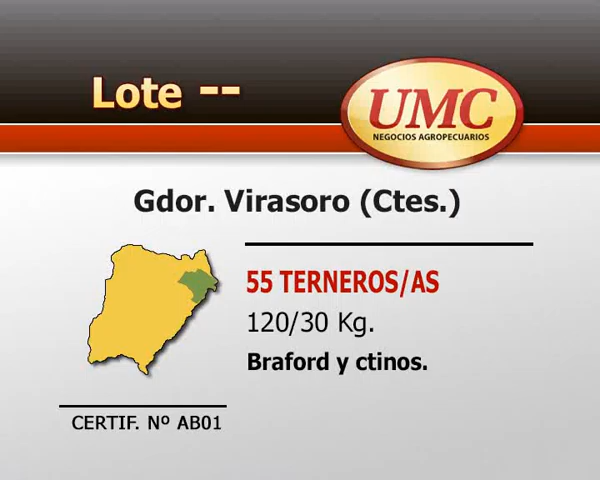 Lote --
UMC
NEGOCIOS AGROPECUARIOS
Gdor. Virasoro (Ctes.)
55 TERNEROS/AS
120/30 Kg.
Braford y ctinos.
CERTIF. Nº AB01